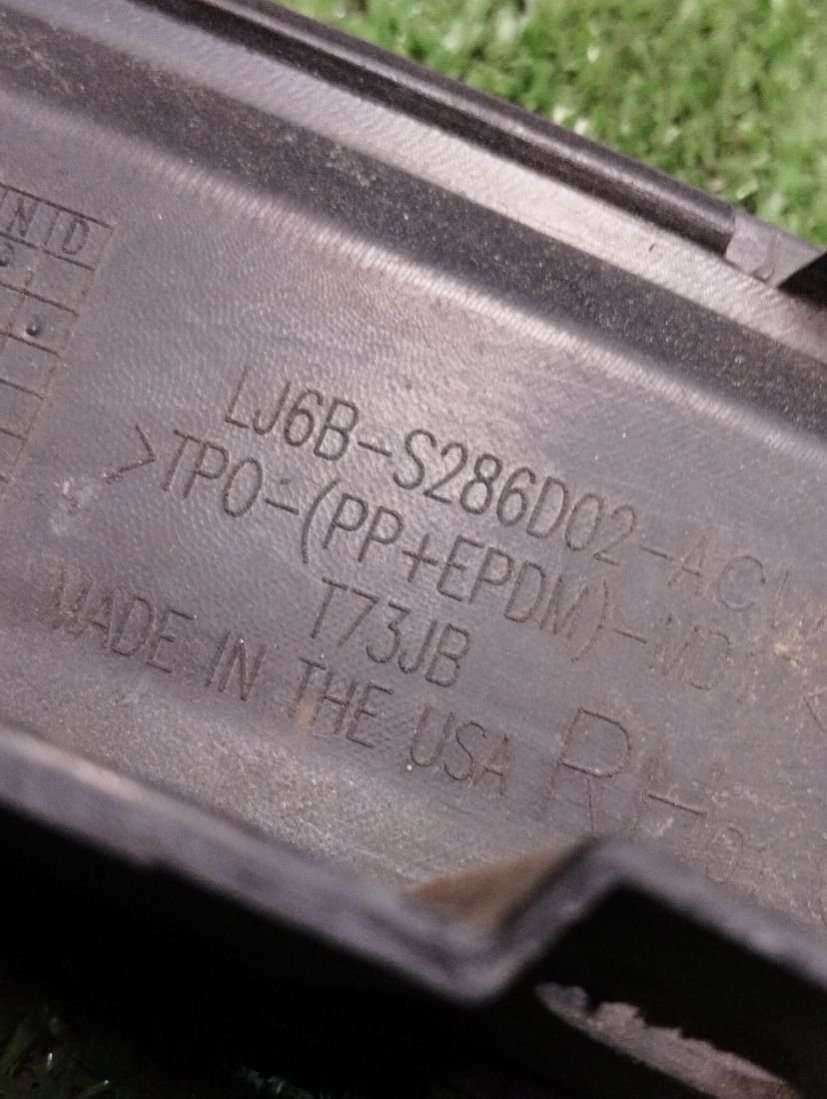 LJ6B-S286D02-AC
>TPO-(PP+EPDM)-MD
T73JB
MADE IN THE USA
RH